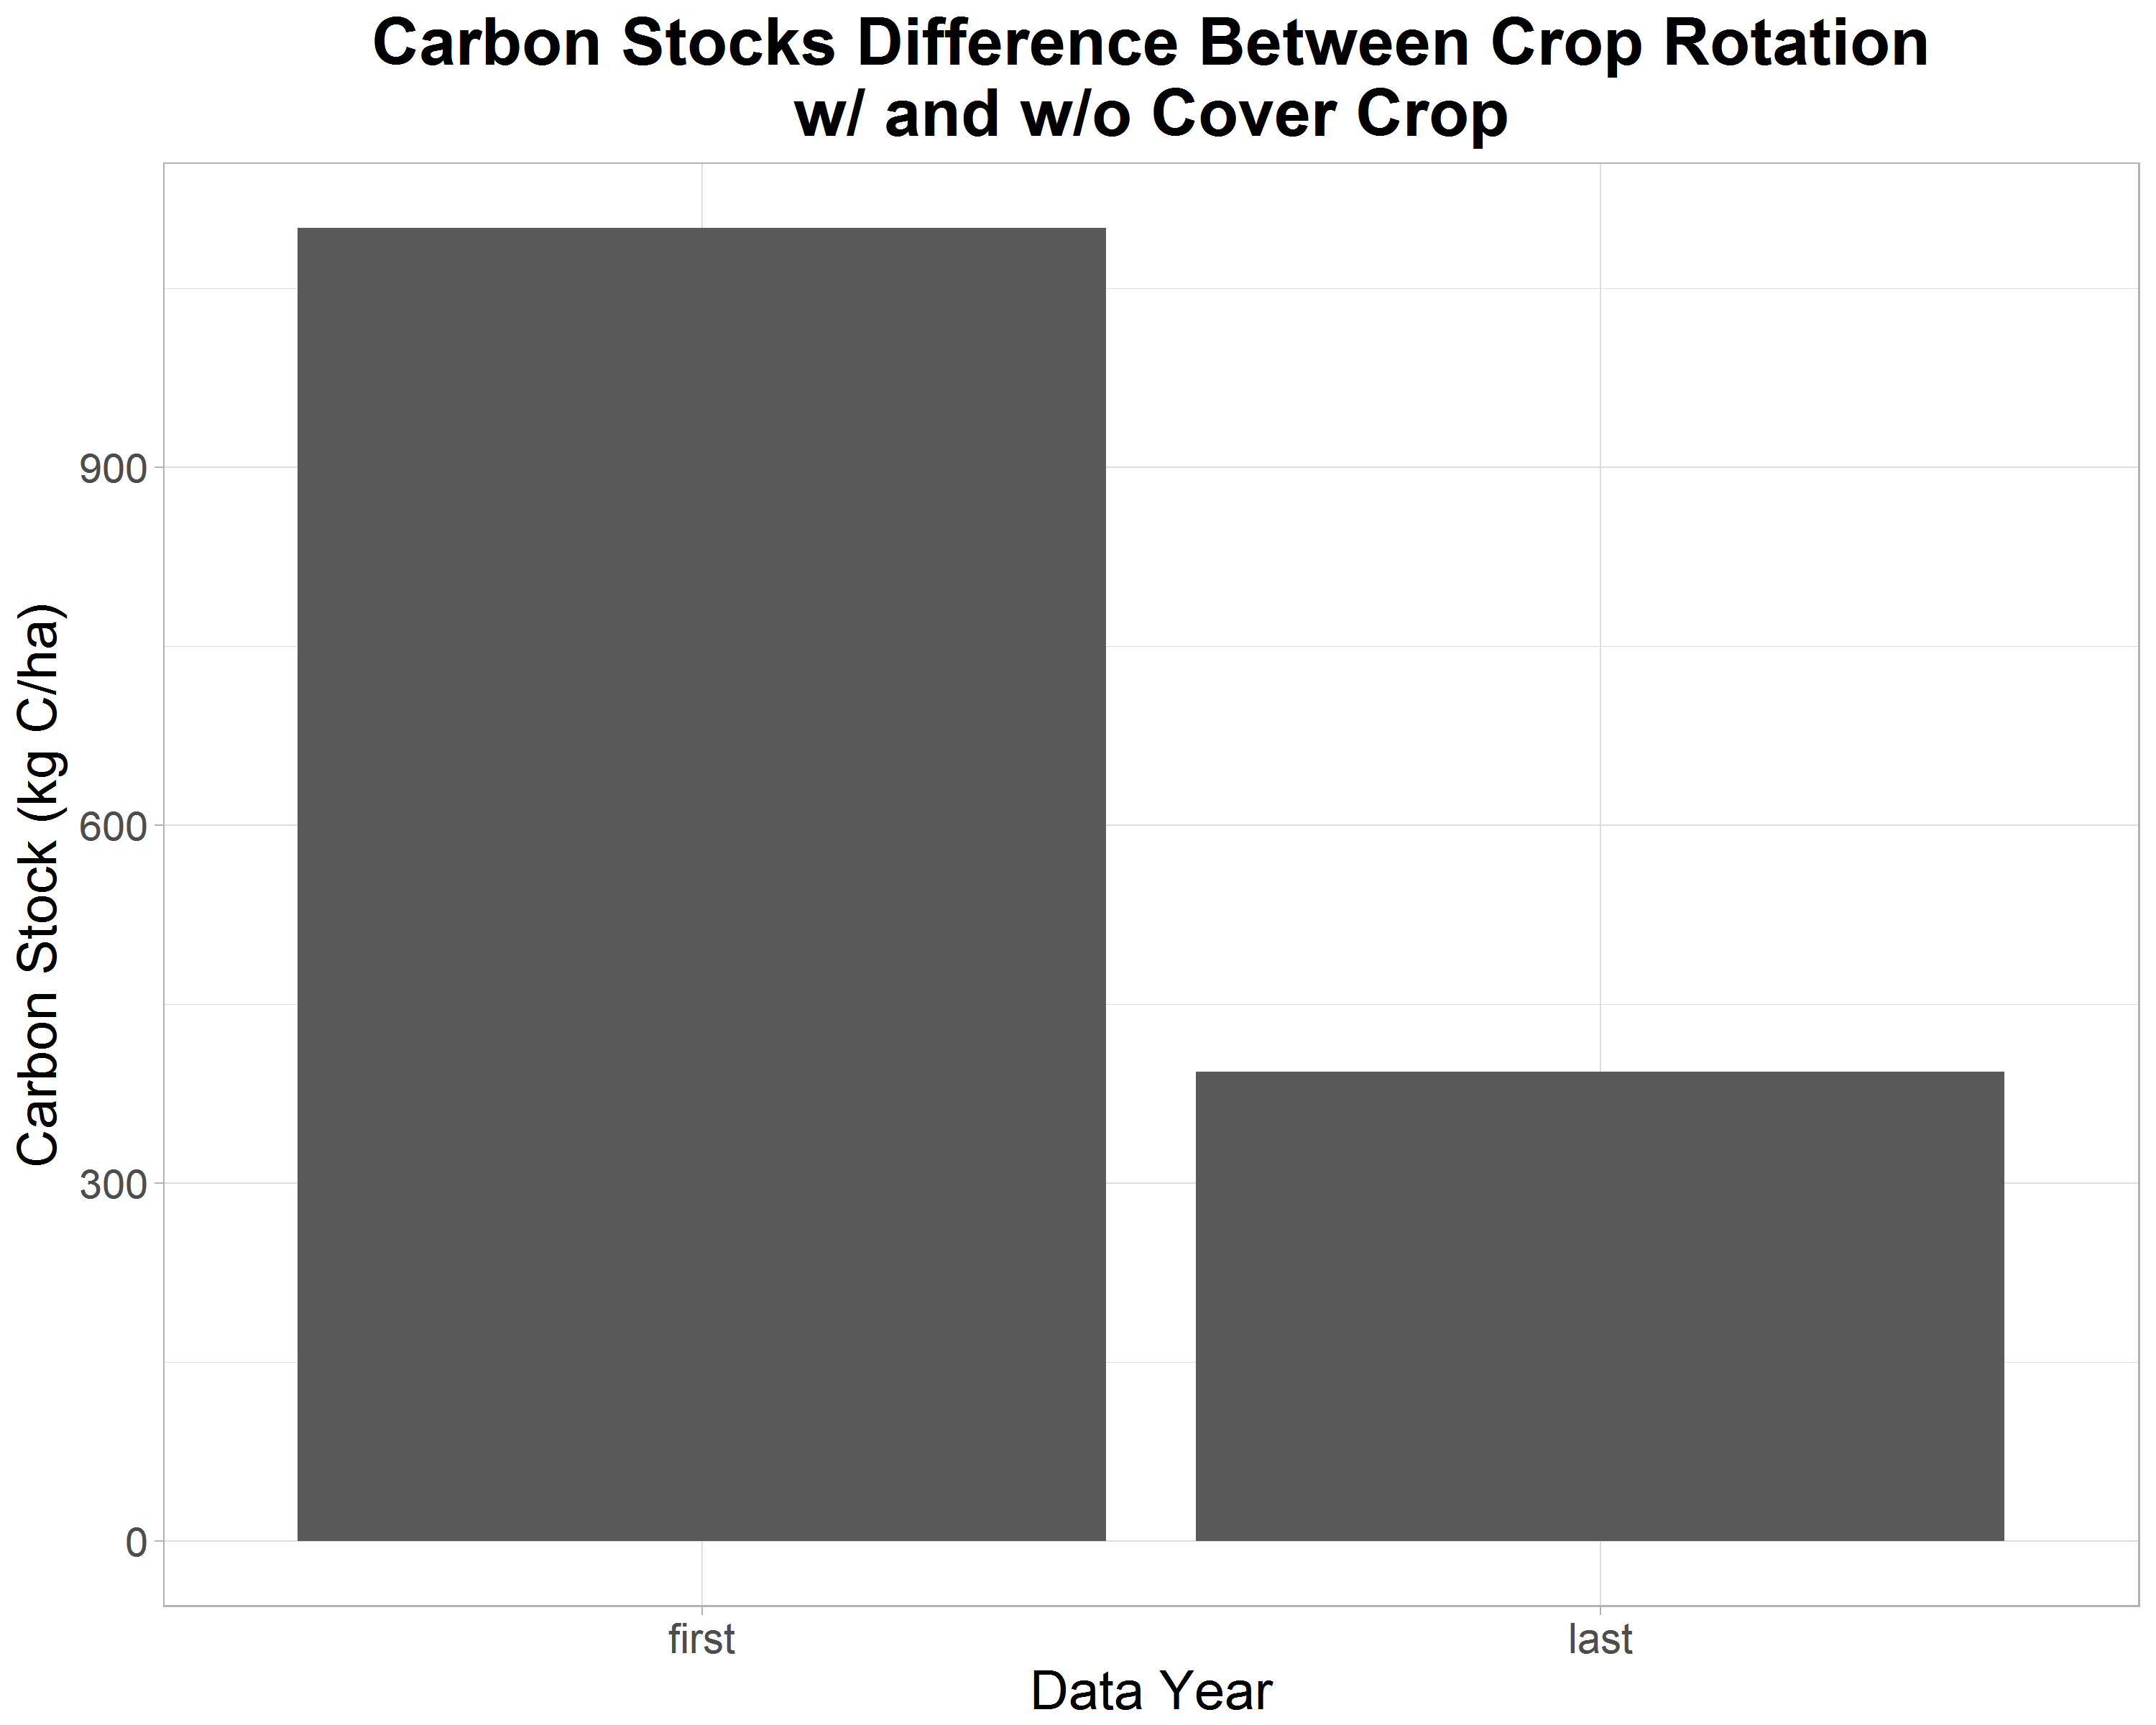 Carbon Stocks Difference Between Crop Rotation
w/ and w/o Cover Crop
Carbon Stock (kg C/ha)
900
600
300
0
first
last
Data Year